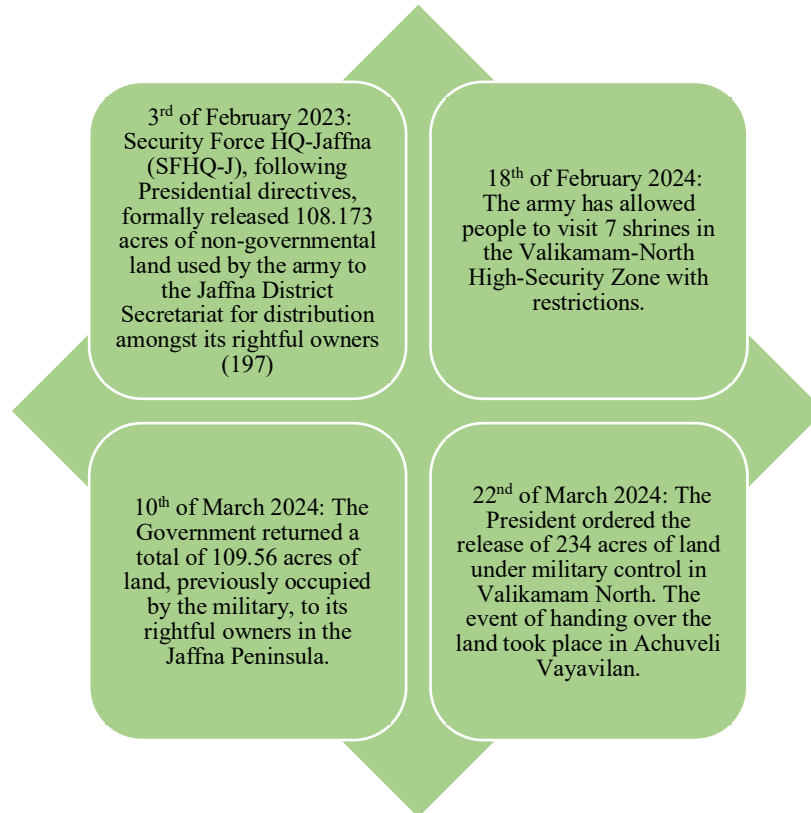 3rd of February 2023:
Security Force HQ-Jaffna
(SFHQ-J), following
Presidential directives,
formally released 108.173
acres of non-governmental
land used by the army to
the Jaffna District
Secretariat for distribution
amongst its rightful owners
(197)
18th of February 2024:
The army has allowed
people to visit 7 shrines in
the Valikamam-North
High-Security Zone with
restrictions.
10th of March 2024: The
Government returned a
total of 109.56 acres of
land, previously occupied
by the military, to its
rightful owners in the
Jaffna Peninsula.
22nd of March 2024: The
President ordered the
release of 234 acres of land
under military control in
Valikamam North. The
event of handing over the
land took place in Achuveli
Vayavilan.